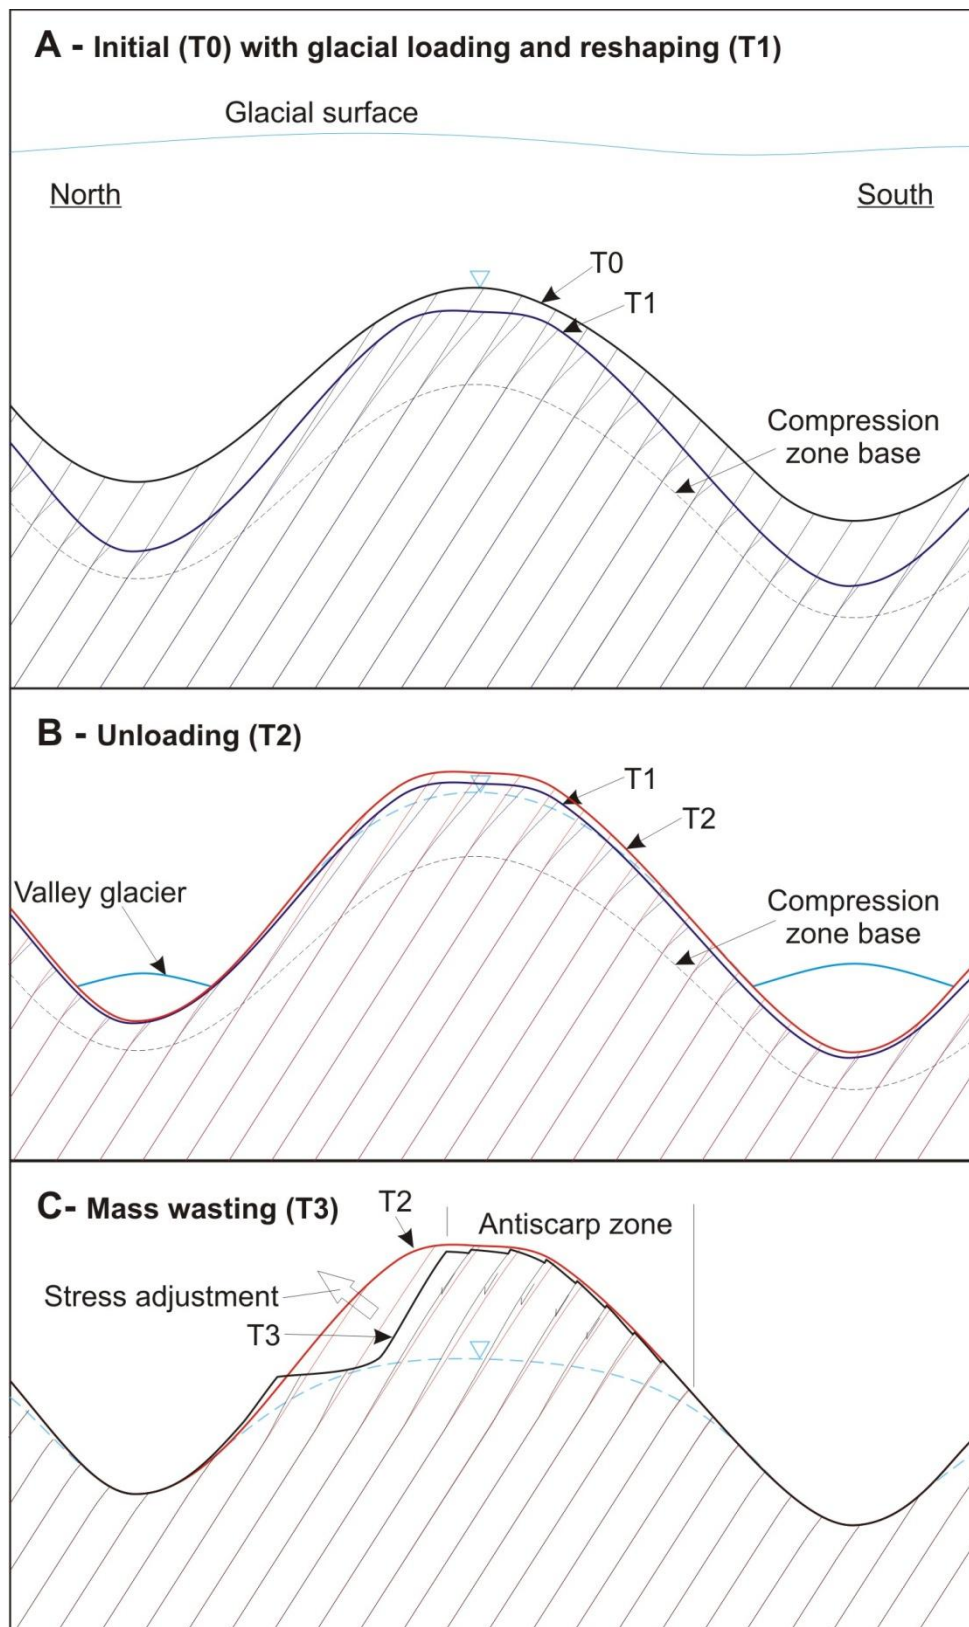 A - Initial (T0) with glacial loading and reshaping (T1)
Glacial surface
North
South
T0
T1
Compression
zone base
B - Unloading (T2)
T1
T2
Valley glacier
Compression
zone base
C- Mass wasting (T3)
T2
Antiscarp zone
Stress adjustment
T3